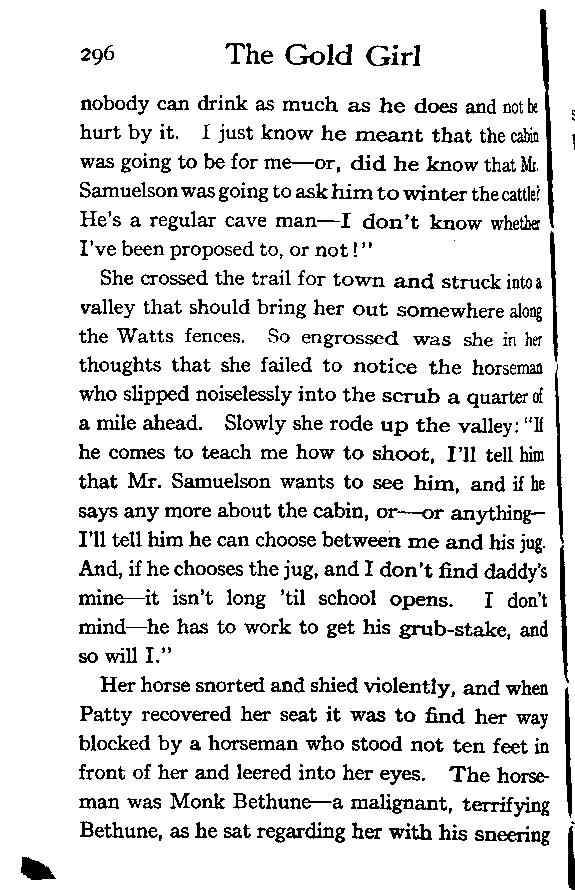 296 The Gold Girl
nobody can drink as much as he does and not be
hurt by it. I just know he meant that the cabin
was going to be for me—or, did he know that Mr.
Samuelson was going to ask him to winter the cattle?
He's a regular cave man—I don't know whether
I've been proposed to, or not!"
She crossed the trail for town and struck into a
valley that should bring her out somewhere along
the Watts fences. So engrossed was she in her
thoughts that she failed to notice the horseman
who slipped noiselessly into the scrub a quarter of
a mile ahead. Slowly she rode up the valley: "If
he comes to teach me how to shoot, I'll tell him
that Mr. Samuelson wants to see him, and if he
says any more about the cabin, or—or anything—
I'll tell him he can choose between me and his jug.
And, if he chooses the jug, and I don't find daddy's
mine—it isn't long 'til school opens. I don't
mind—he has to work to get his grub-stake, and
so will I."
Her horse snorted and shied violently, and when
Patty recovered her seat it was to find her way
blocked by a horseman who stood not ten feet in
front of her and leered into her eyes. The horse-
man was Monk Bethune—a malignant, terrifying
Bethune, as he sat regarding her with his sneering